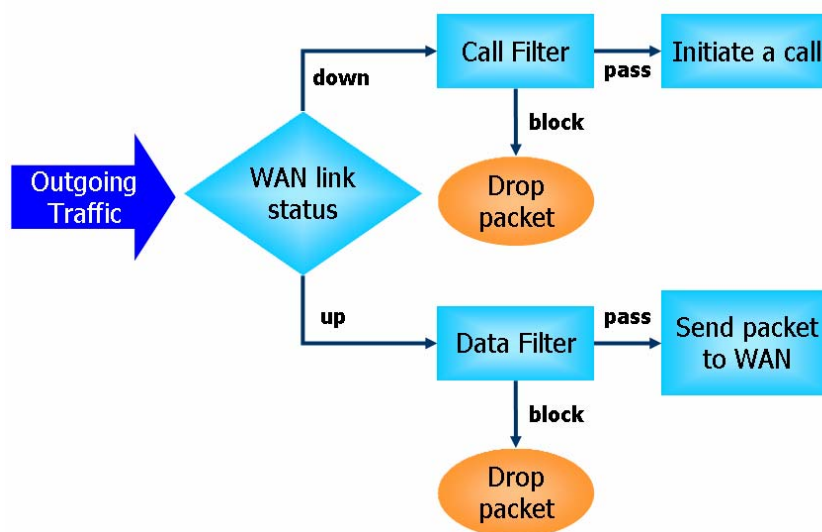 Outgoing
Traffic
WAN link
status
down
Call Filter
pass
Initiate a call
block
Drop
packet
up
Data Filter
pass
Send packet
to WAN
block
Drop
packet